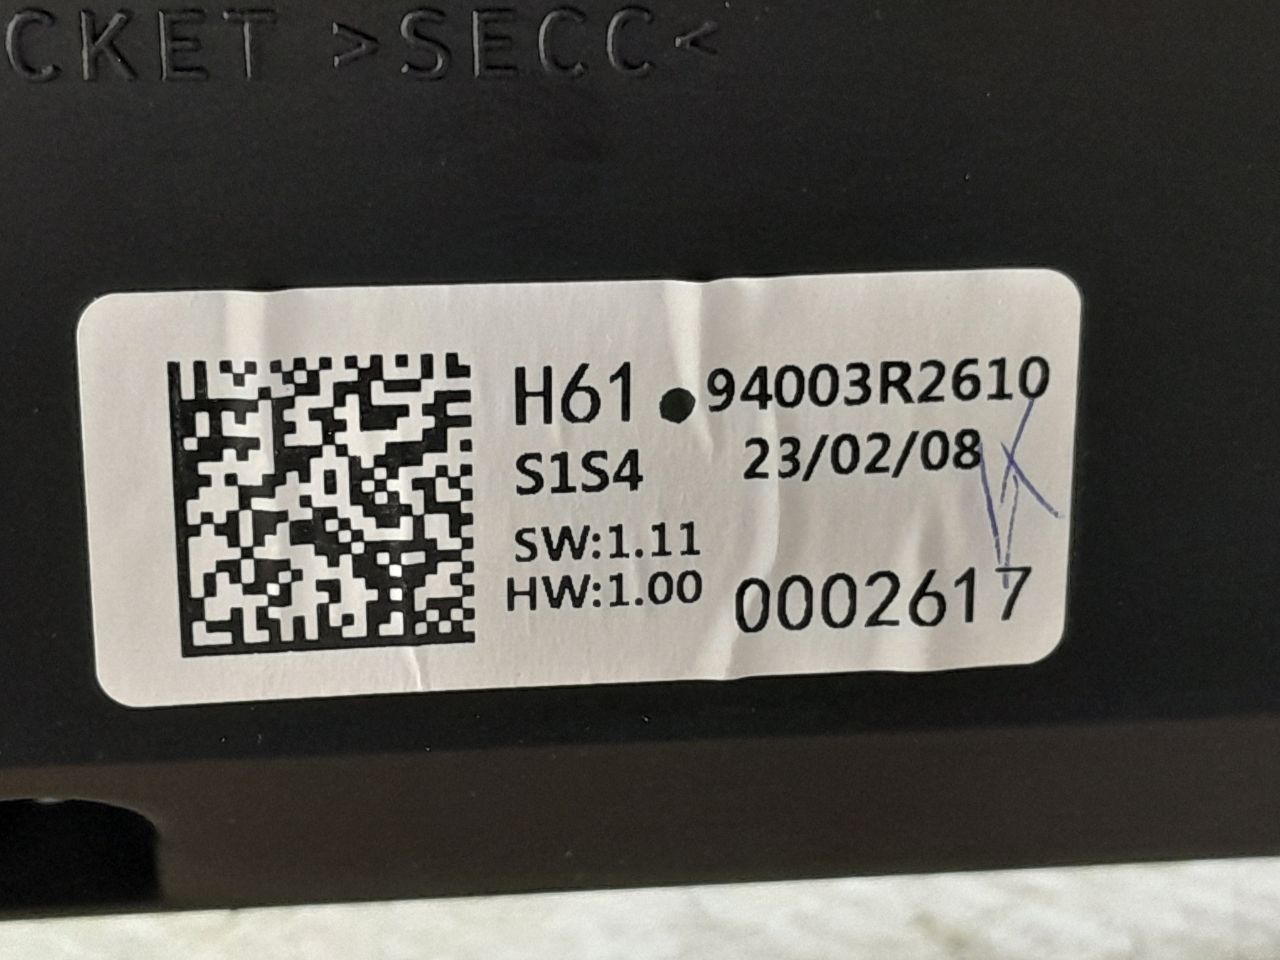 CKET >SECC<
H61 94003R2610
S1S4 23/02/08
SW:1.11
HW:1.00 0002617